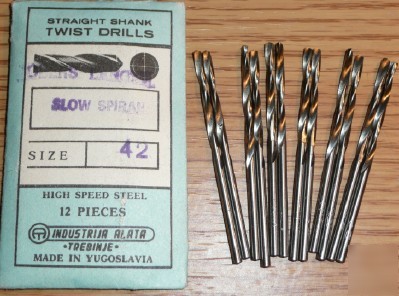 STRAIGHT SHANK
TWIST DRILLS
SLOW SPIRAL
SIZE 42
HIGH SPEED STEEL
12 PIECES
INDUSTRIJA ALATA
-TREBINJE-
MADE IN YUGOSLAVIA